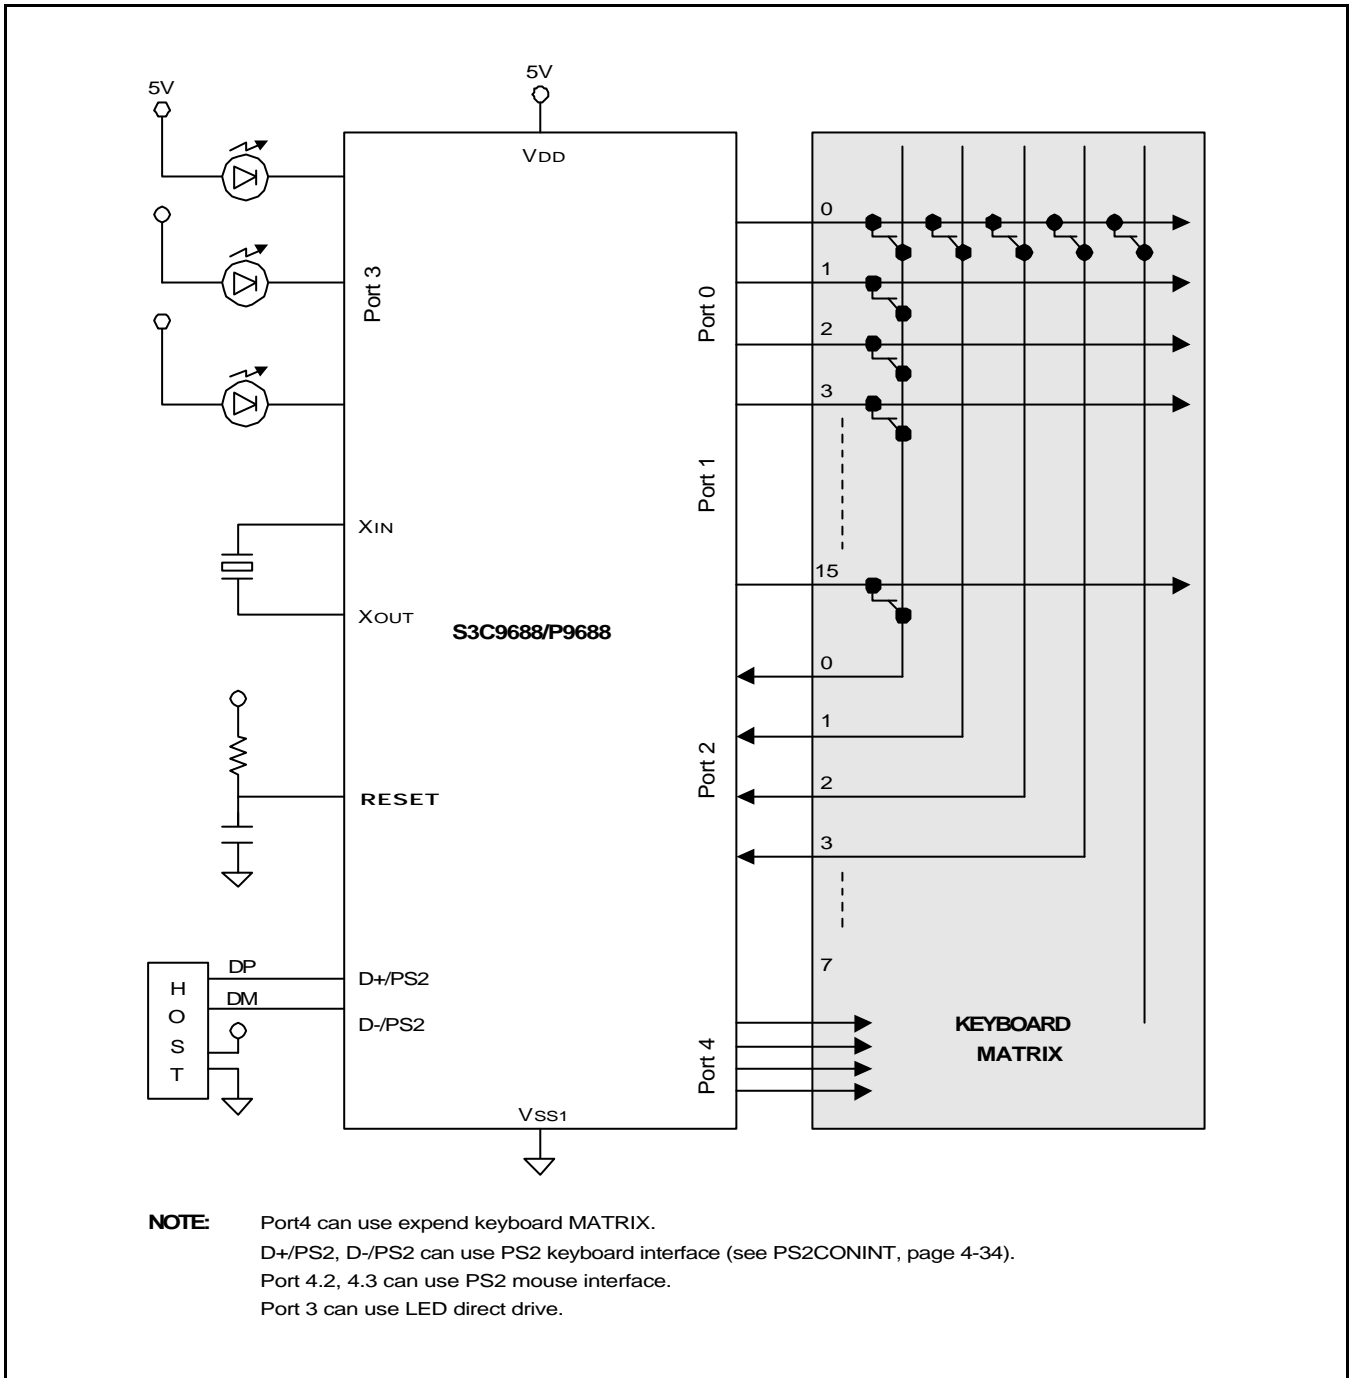 5V
5V
VDD
Port 3
Port 0
0
1
2
3
Port 1
XIN
XOUT
15
S3C9688/P9688
0
1
Port 2
2
RESET
3
7
HOST
DP
DM
D+/PS2
D-/PS2
Port 4
KEYBOARD
MATRIX
VSS1
NOTE: Port4 can use expend keyboard MATRIX.
D+/PS2, D-/PS2 can use PS2 keyboard interface (see PS2CONINT, page 4-34).
Port 4.2, 4.3 can use PS2 mouse interface.
Port 3 can use LED direct drive.